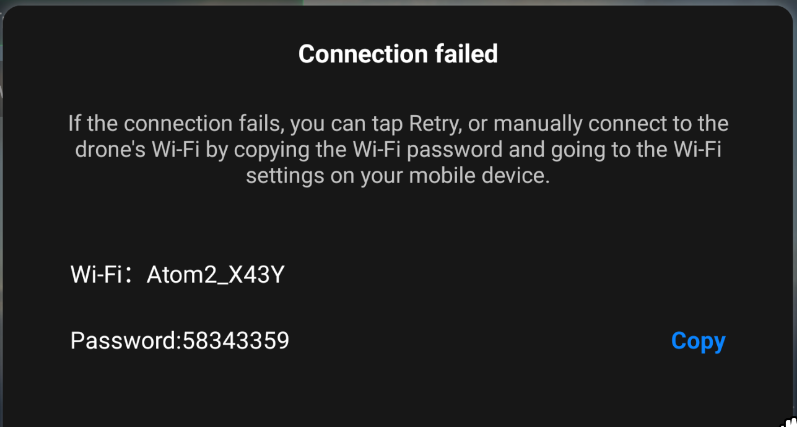 Connection failed
If the connection fails, you can tap Retry, or manually connect to the
drone's Wi-Fi by copying the Wi-Fi password and going to the Wi-Fi
settings on your mobile device.
Wi-Fi： Atom2_X43Y
Password:58343359 Copy